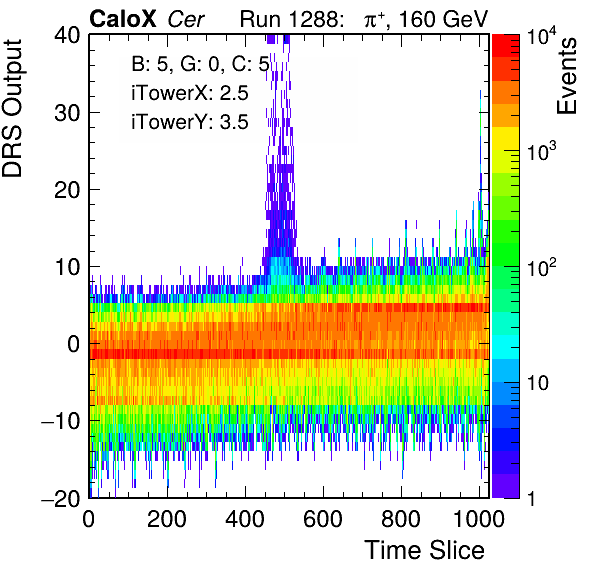 CaloX Cer Run 1288: π⁺, 160 GeV
B: 5, G: 0, C: 5
iTowerX: 2.5
iTowerY: 3.5
DRS Output
40
30
20
10
0
−10
−20
0 200 400 600 800 1000
Time Slice
Events
10⁴
10³
10²
10
1